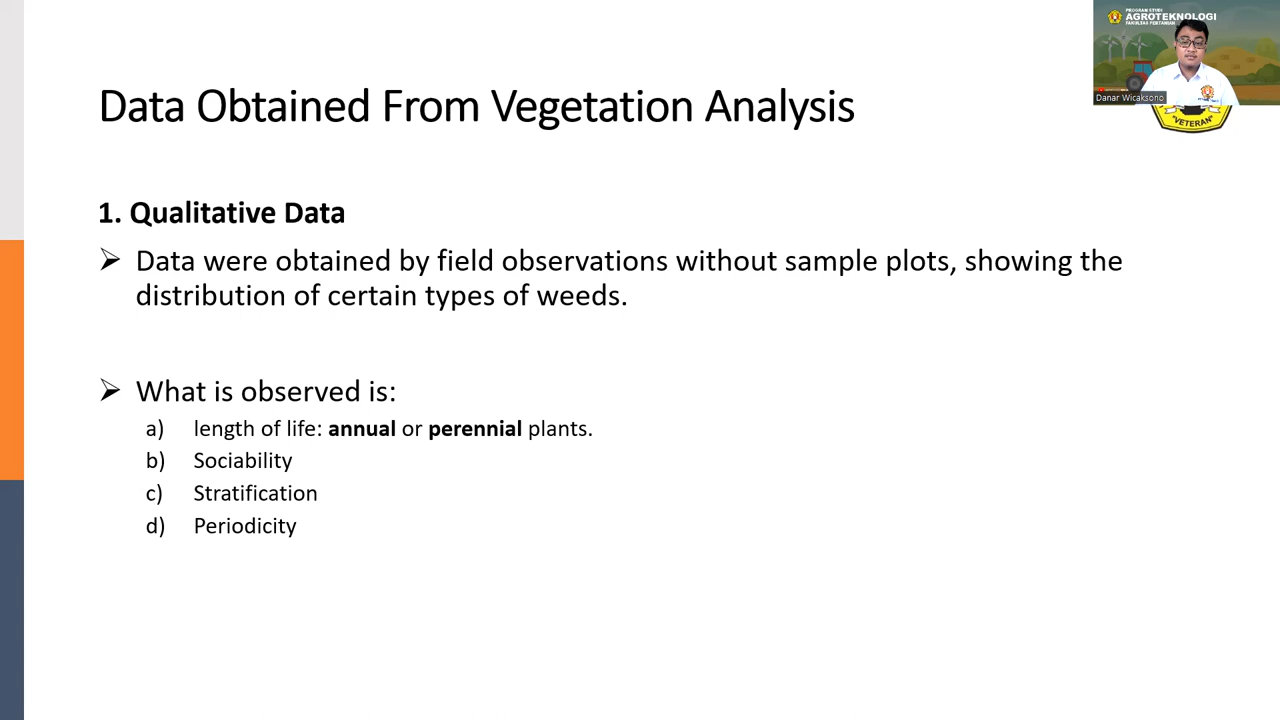 PROGRAM STUDI
AGROTEKNOLOGI
FAKULTAS PERTANIAN
Danar Wicaksono
"VETERAN"
Data Obtained From Vegetation Analysis
1. Qualitative Data
➢ Data were obtained by field observations without sample plots, showing the
distribution of certain types of weeds.
➢ What is observed is:
a) length of life: annual or perennial plants.
b) Sociability
c) Stratification
d) Periodicity